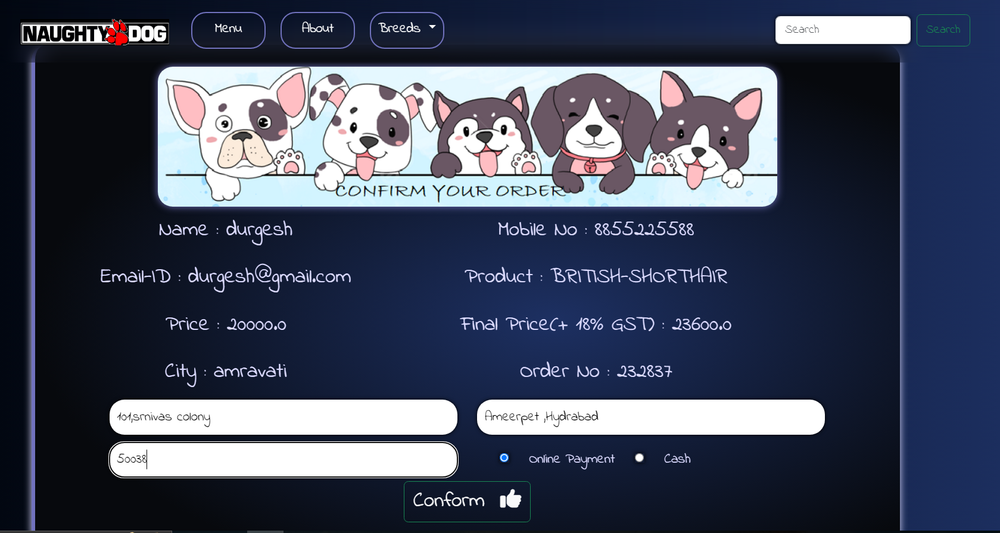 NAUGHTY DOG
Menu
About
Breeds
Search
Search
CONFIRM YOUR ORDER
Name : durgesh
Mobile No : 8855225588
Email-ID : durgesh@gmail.com
Product : BRITISH-SHORTHAIR
Price : 20000.0
Final Price(+ 18% GST) : 23600.0
City : amravati
Order No : 232837
101,srnivas colony
Ameerpet ,Hydrabad
50038
Online Payment
Cash
Conform